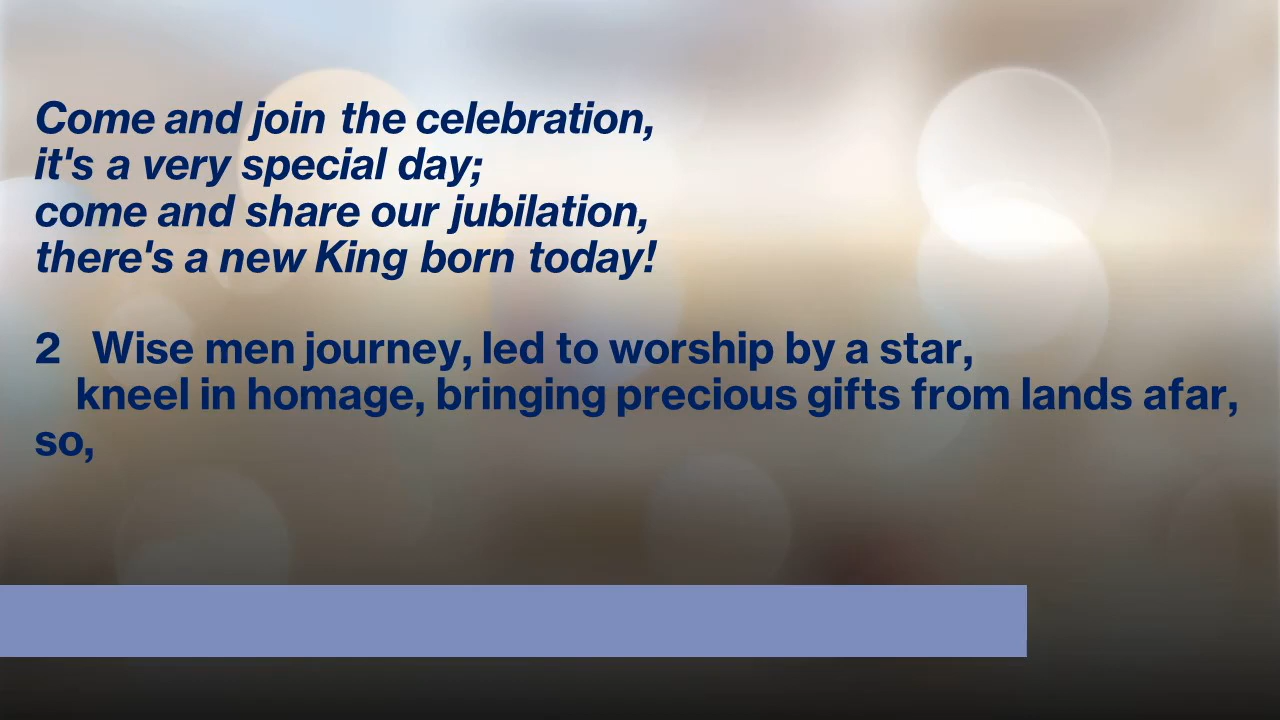 Come and join the celebration,
it's a very special day;
come and share our jubilation,
there's a new King born today!
2 Wise men journey, led to worship by a star,
kneel in homage, bringing precious gifts from lands afar,
so,